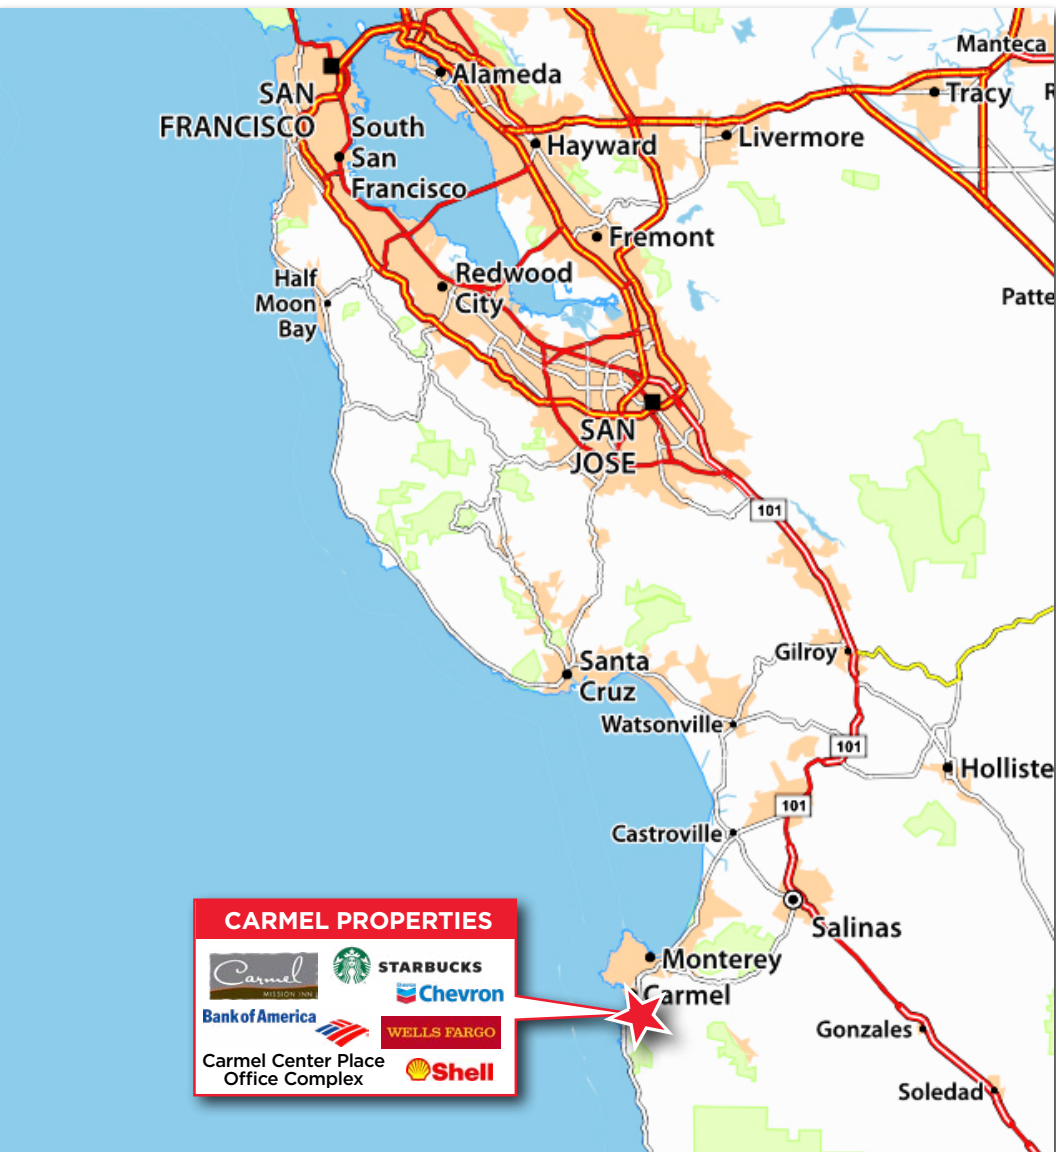 Manteca
Alameda
Tracy
R
SAN
FRANCISCO
South
San
Francisco
Hayward
Livermore
Fremont
Half
Moon
Bay
Redwood
City
Patte
SAN
JOSE
101
Gilroy
Santa
Cruz
Watsonville
101
Holliste
101
Castroville
Salinas
Monterey
Carmel
Gonzales
Soledad
CARMEL PROPERTIES
Carmel
MISSION INN
STARBUCKS
Chevron
Chevron
Bank of America
WELLS FARGO
Carmel Center Place
Office Complex
Shell